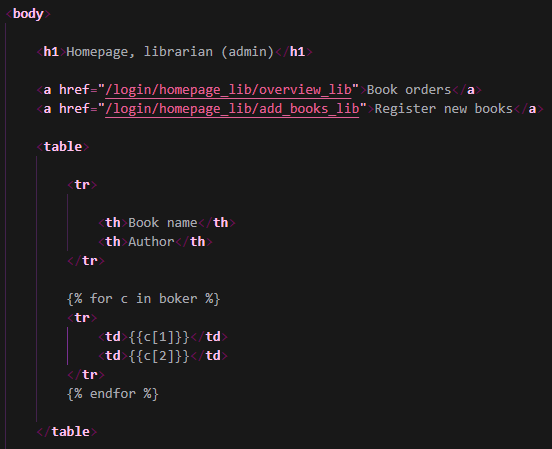 <body>
<h1>Homepage, librarian (admin)</h1>
<a href="/login/homepage_lib/overview_lib">Book orders</a>
<a href="/login/homepage_lib/add_books_lib">Register new books</a>
<table>
<tr>
<th>Book name</th>
<th>Author</th>
</tr>
{% for c in boker %}
<tr>
<td>{{c[1]}}</td>
<td>{{c[2]}}</td>
</tr>
{% endfor %}
</table>